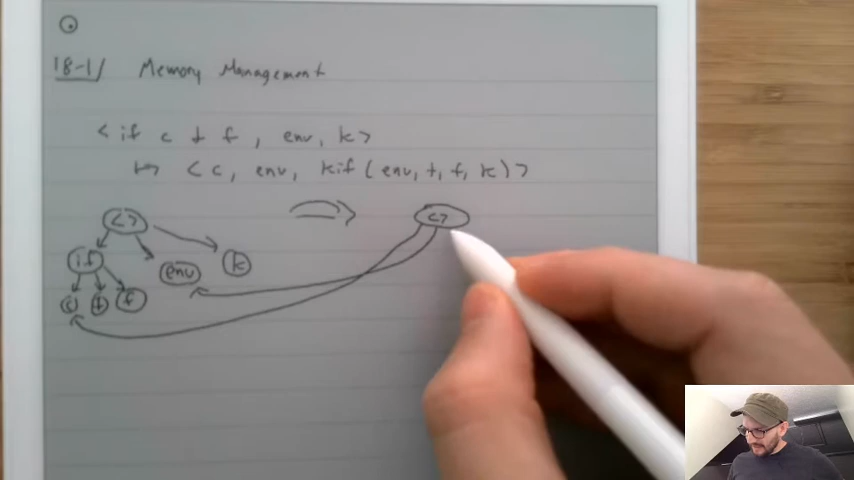 18-1/ Memory Management
<if c t f, env, k>
↦ <c, env, kif(env, t, f, k)>
<> ⇒ <>
if env k
c t f